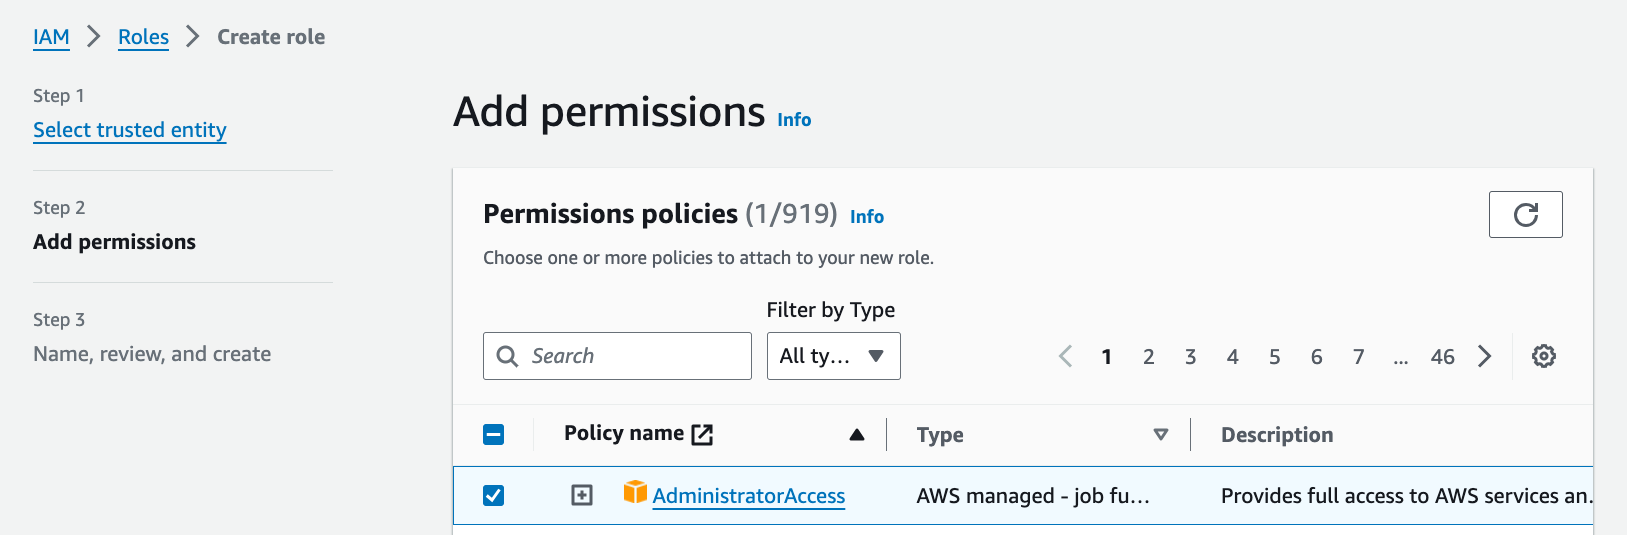 IAM > Roles > Create role
Step 1
Select trusted entity
Step 2
Add permissions
Step 3
Name, review, and create
Add permissions Info
Permissions policies (1/919) Info
Choose one or more policies to attach to your new role.
Filter by Type
Search All ty... 1 2 3 4 5 6 7 ... 46
Policy name Type Description
AdministratorAccess AWS managed - job fu... Provides full access to AWS services an.